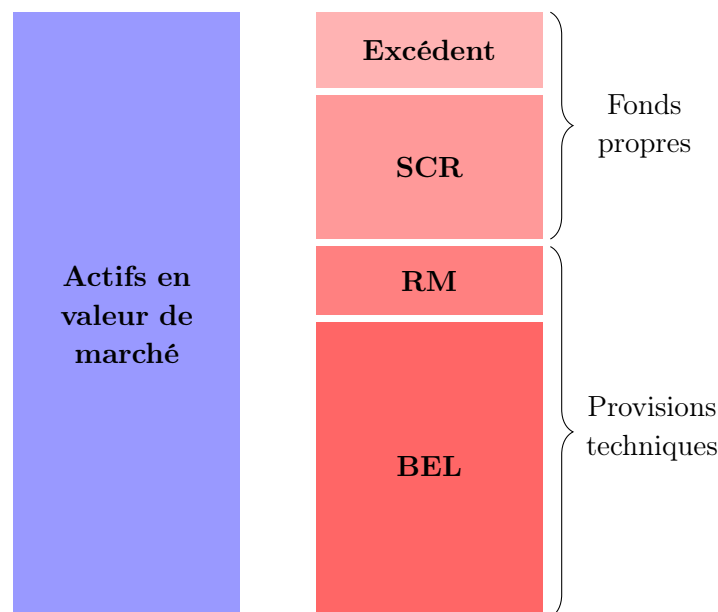 Actifs en
valeur de
marché
Excédent
SCR
RM
BEL
Fonds
propres
Provisions
techniques